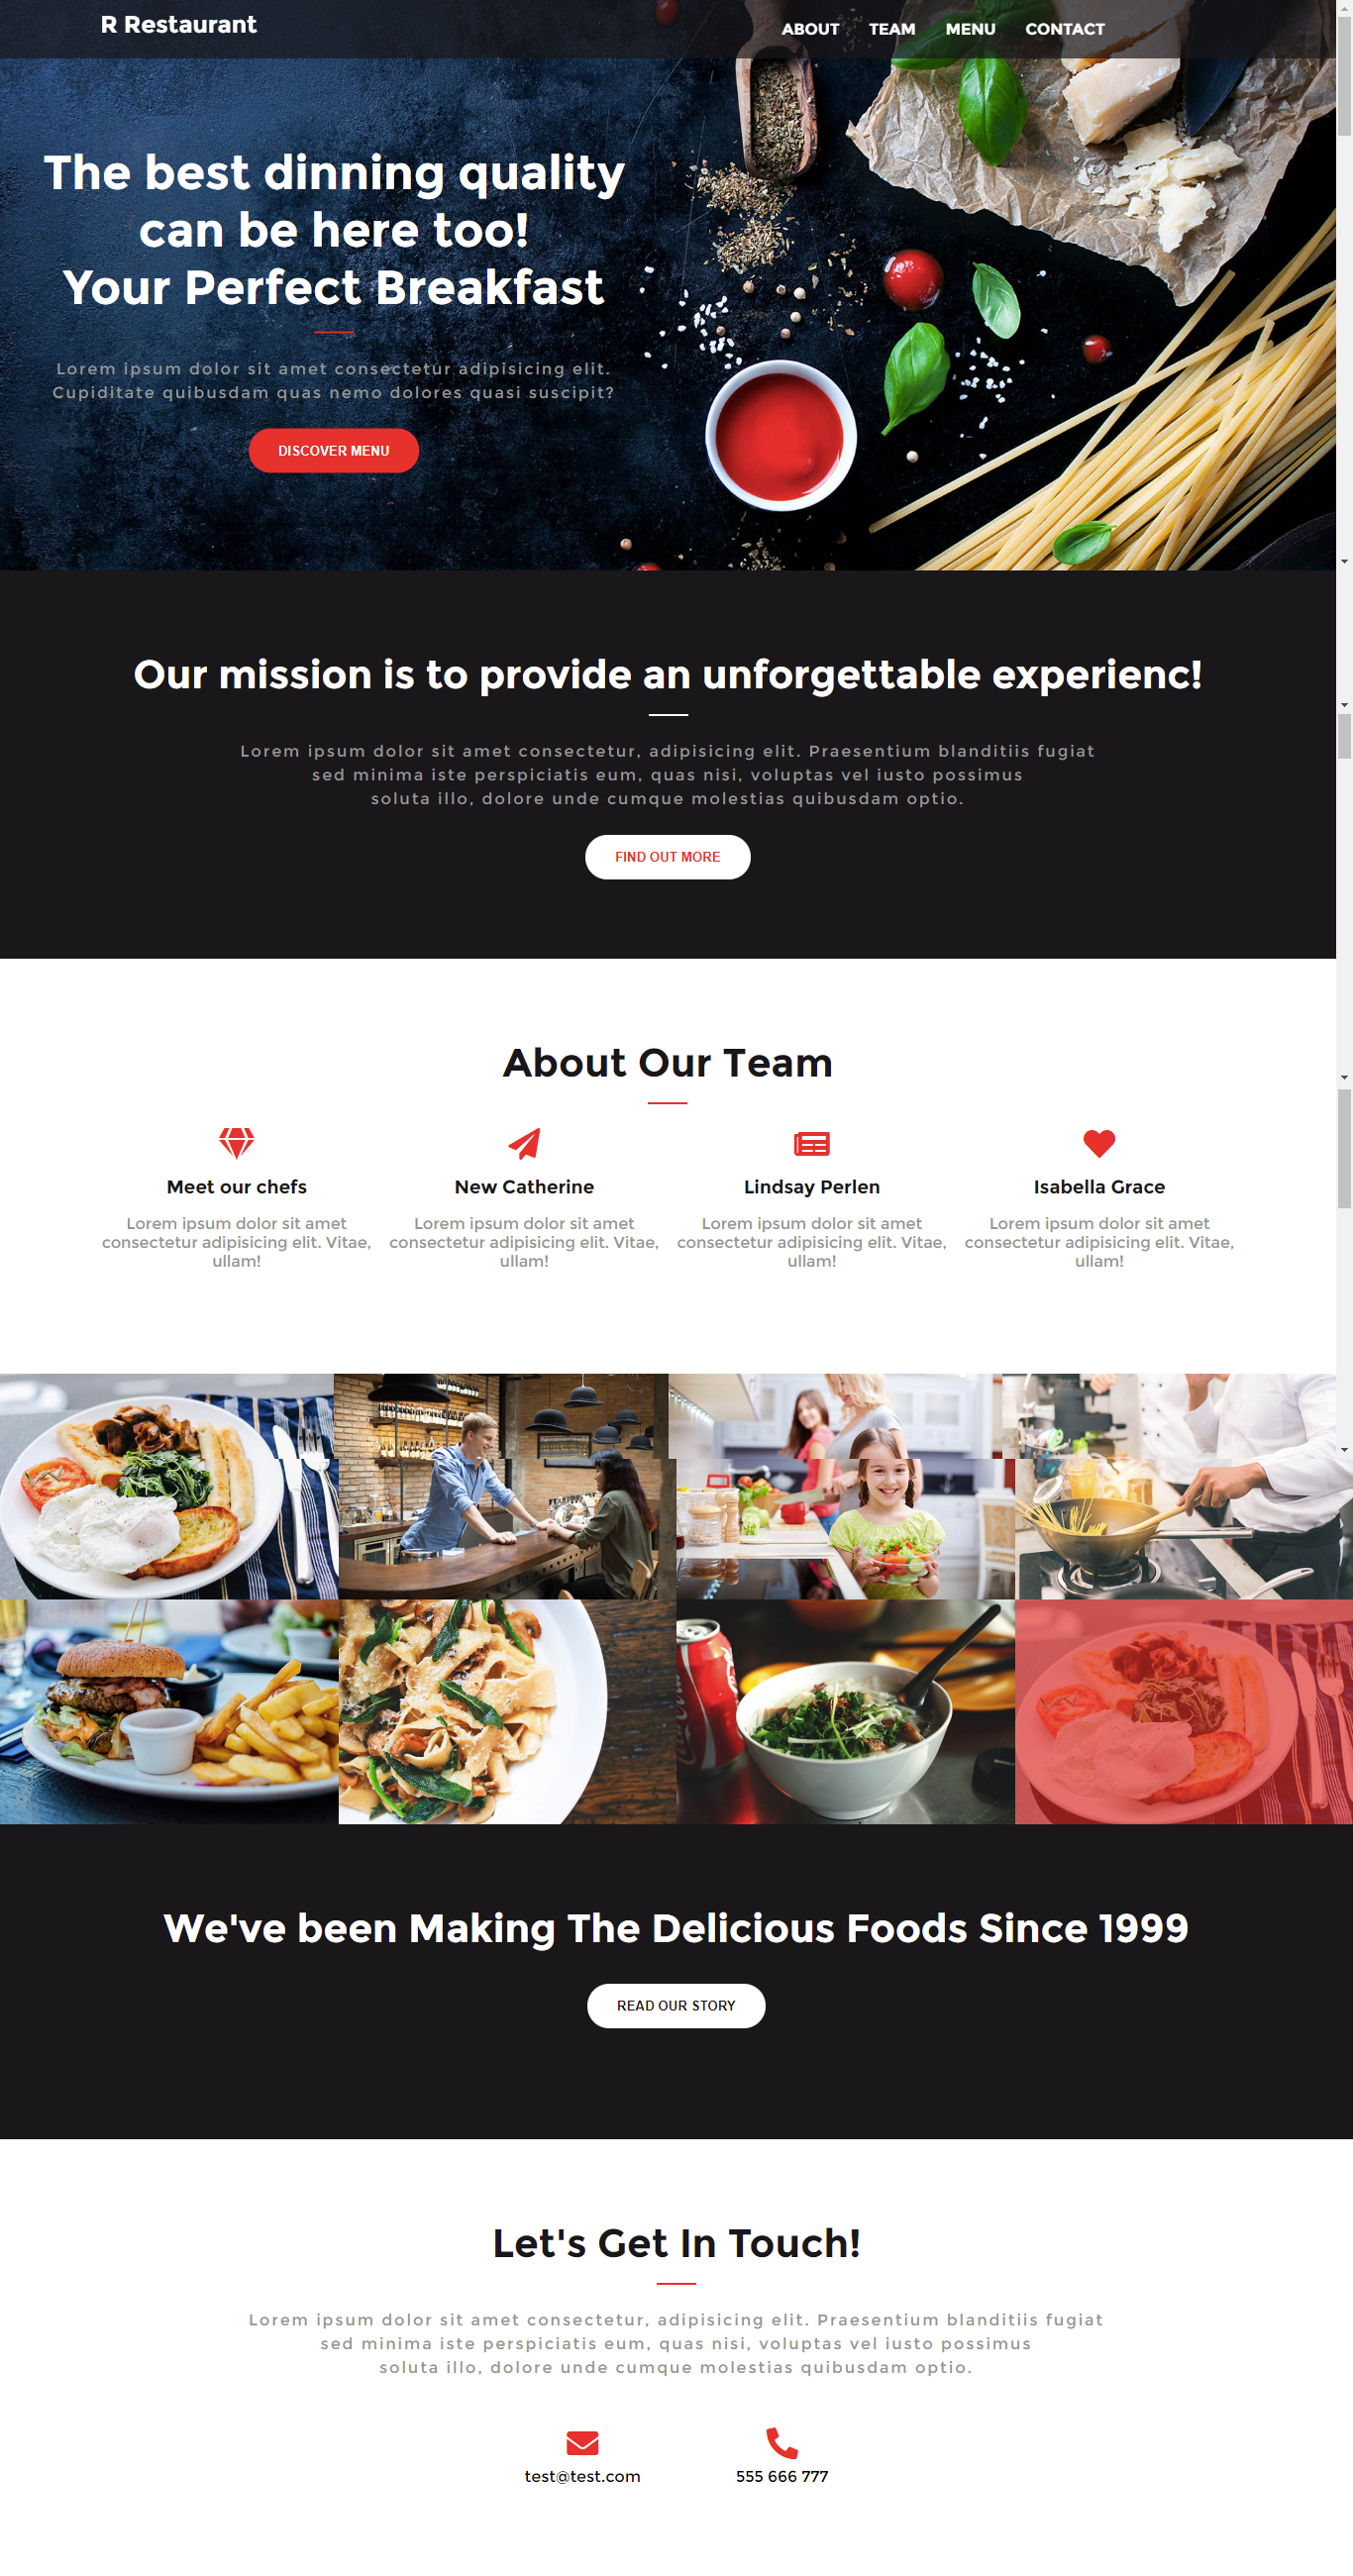 R Restaurant
ABOUT TEAM MENU CONTACT
The best dinning quality
can be here too!
Your Perfect Breakfast
Lorem ipsum dolor sit amet consectetur adipisicing elit.
Cupiditate quibusdam quas nemo dolores quasi suscipit?
DISCOVER MENU
Our mission is to provide an unforgettable experienc!
Lorem ipsum dolor sit amet consectetur, adipisicing elit. Praesentium blanditiis fugiat
sed minima iste perspiciatis eum, quas nisi, voluptas vel iusto possimus
soluta illo, dolore unde cumque molestias quibusdam optio.
FIND OUT MORE
About Our Team
Meet our chefs
Lorem ipsum dolor sit amet
consectetur adipisicing elit. Vitae,
ullam!
New Catherine
Lorem ipsum dolor sit amet
consectetur adipisicing elit. Vitae,
ullam!
Lindsay Perlen
Lorem ipsum dolor sit amet
consectetur adipisicing elit. Vitae,
ullam!
Isabella Grace
Lorem ipsum dolor sit amet
consectetur adipisicing elit. Vitae,
ullam!
Coca-Cola
We've been Making The Delicious Foods Since 1999
READ OUR STORY
Let's Get In Touch!
Lorem ipsum dolor sit amet consectetur, adipisicing elit. Praesentium blanditiis fugiat
sed minima iste perspiciatis eum, quas nisi, voluptas vel iusto possimus
soluta illo, dolore unde cumque molestias quibusdam optio.
test@test.com
555 666 777